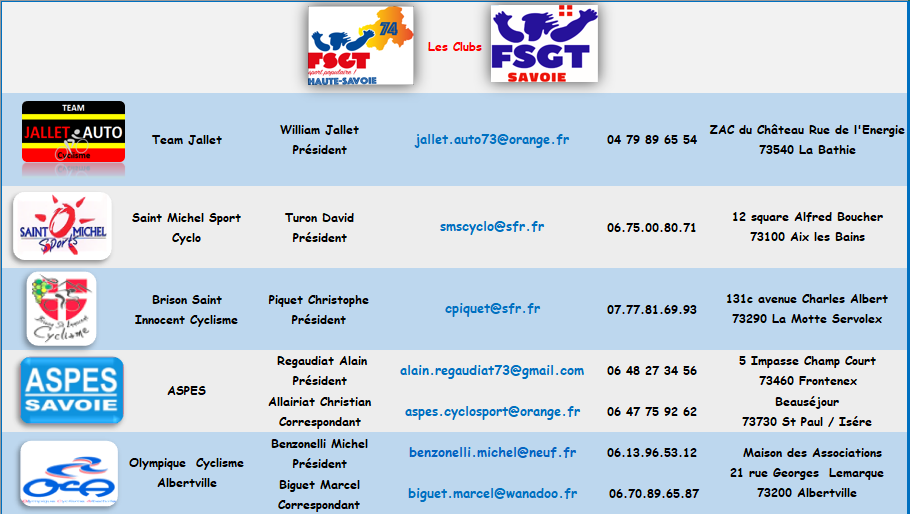 74
FSGT
sport populaire !
HAUTE-SAVOIE
Les Clubs
FSGT
SAVOIE
TEAM
JALLET AUTO
Cyclisme
Team Jallet
William Jallet
Président
jallet.auto73@orange.fr
04 79 89 65 54
ZAC du Château Rue de l'Energie
73540 La Bathie
SAINT MICHEL
Sports
Saint Michel Sport
Cyclo
Turon David
Président
smscyclo@sfr.fr
06.75.00.80.71
12 square Alfred Boucher
73100 Aix les Bains
Brison St Innocent
Cyclisme
Brison Saint
Innocent Cyclisme
Piquet Christophe
Président
cpiquet@sfr.fr
07.77.81.69.93
131c avenue Charles Albert
73290 La Motte Servolex
ASPES
SAVOIE
ASPES
Regaudiat Alain
Président
alain.regaudiat73@gmail.com
06 48 27 34 56
5 Impasse Champ Court
73460 Frontenex
Allairiat Christian
Correspondant
aspes.cyclosport@orange.fr
06 47 75 92 62
Beauséjour
73730 St Paul / Isére
OCA
Olympique Cyclisme
Albertville
Benzonelli Michel
Président
benzonelli.michel@neuf.fr
06.13.96.53.12
Biguet Marcel
Correspondant
biguet.marcel@wanadoo.fr
06.70.89.65.87
Maison des Associations
21 rue Georges Lemarque
73200 Albertville